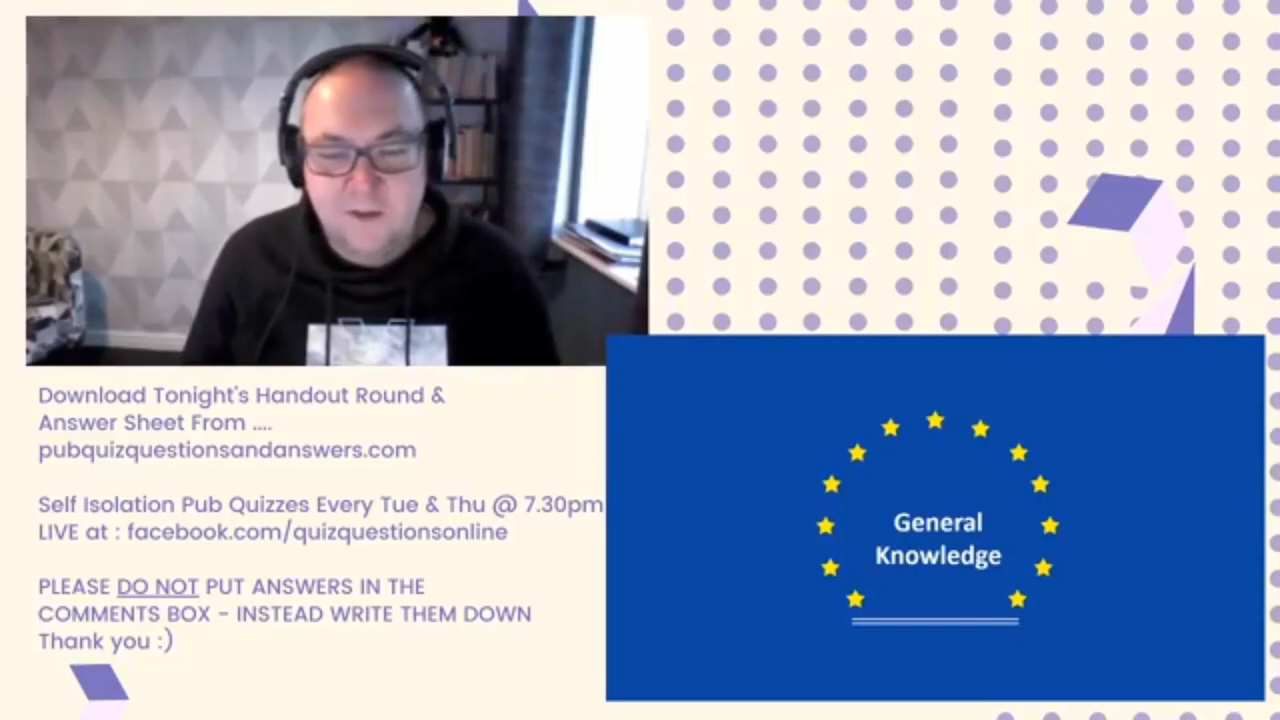 Download Tonight's Handout Round &
Answer Sheet From ....
pubquizquestionsandanswers.com
Self Isolation Pub Quizzes Every Tue & Thu @ 7.30pm
LIVE at : facebook.com/quizquestionsonline
PLEASE DO NOT PUT ANSWERS IN THE
COMMENTS BOX - INSTEAD WRITE THEM DOWN
Thank you :)
General
Knowledge